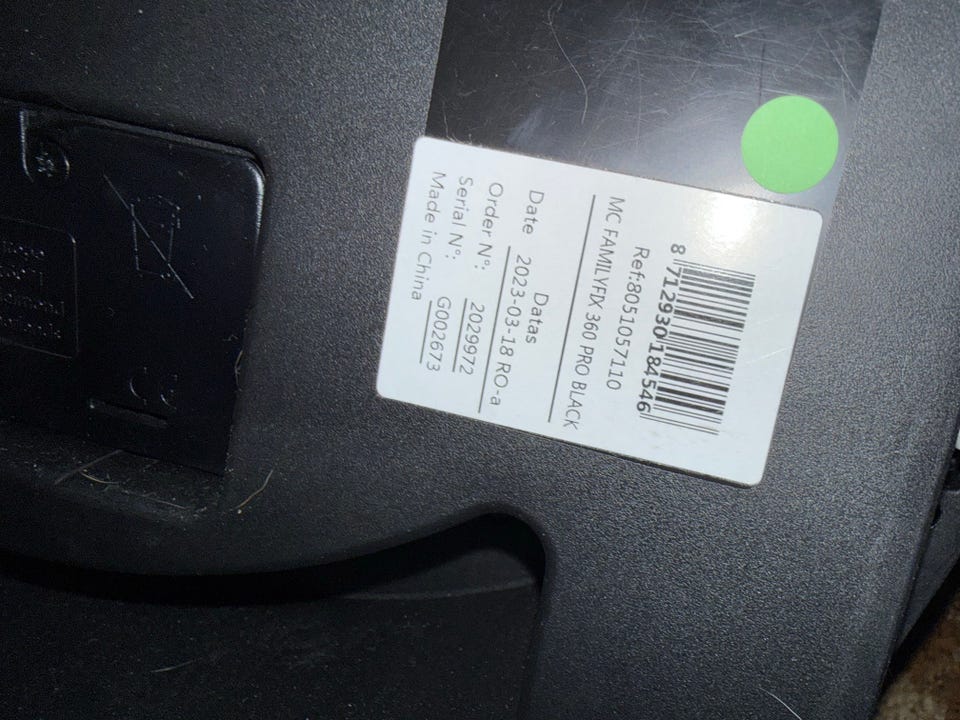 8 712930 184546
Ref:8051057110
MC FAMILYFIX 360 PRO BLACK
Datas
Date 2023-03-18 RO-a
Order N°: 2029972
Serial N°: G002673
Made in China
CE